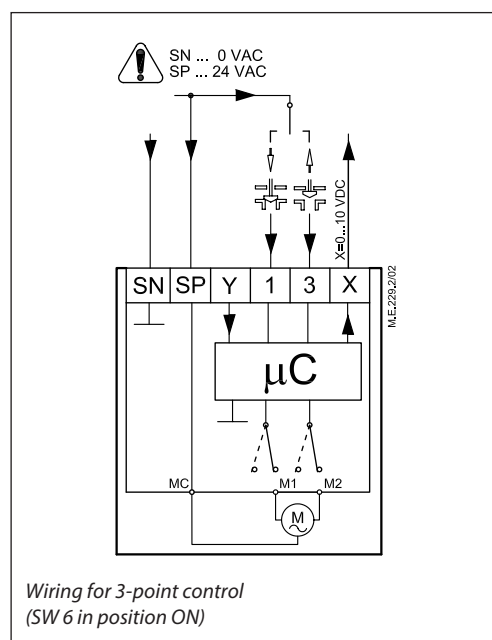 SN ... 0 VAC
SP ... 24 VAC
X=0...10 VDC
SN SP Y 1 3 X
M.E.229.2/02
μC
MC M1 M2
M
Wiring for 3-point control
(SW 6 in position ON)